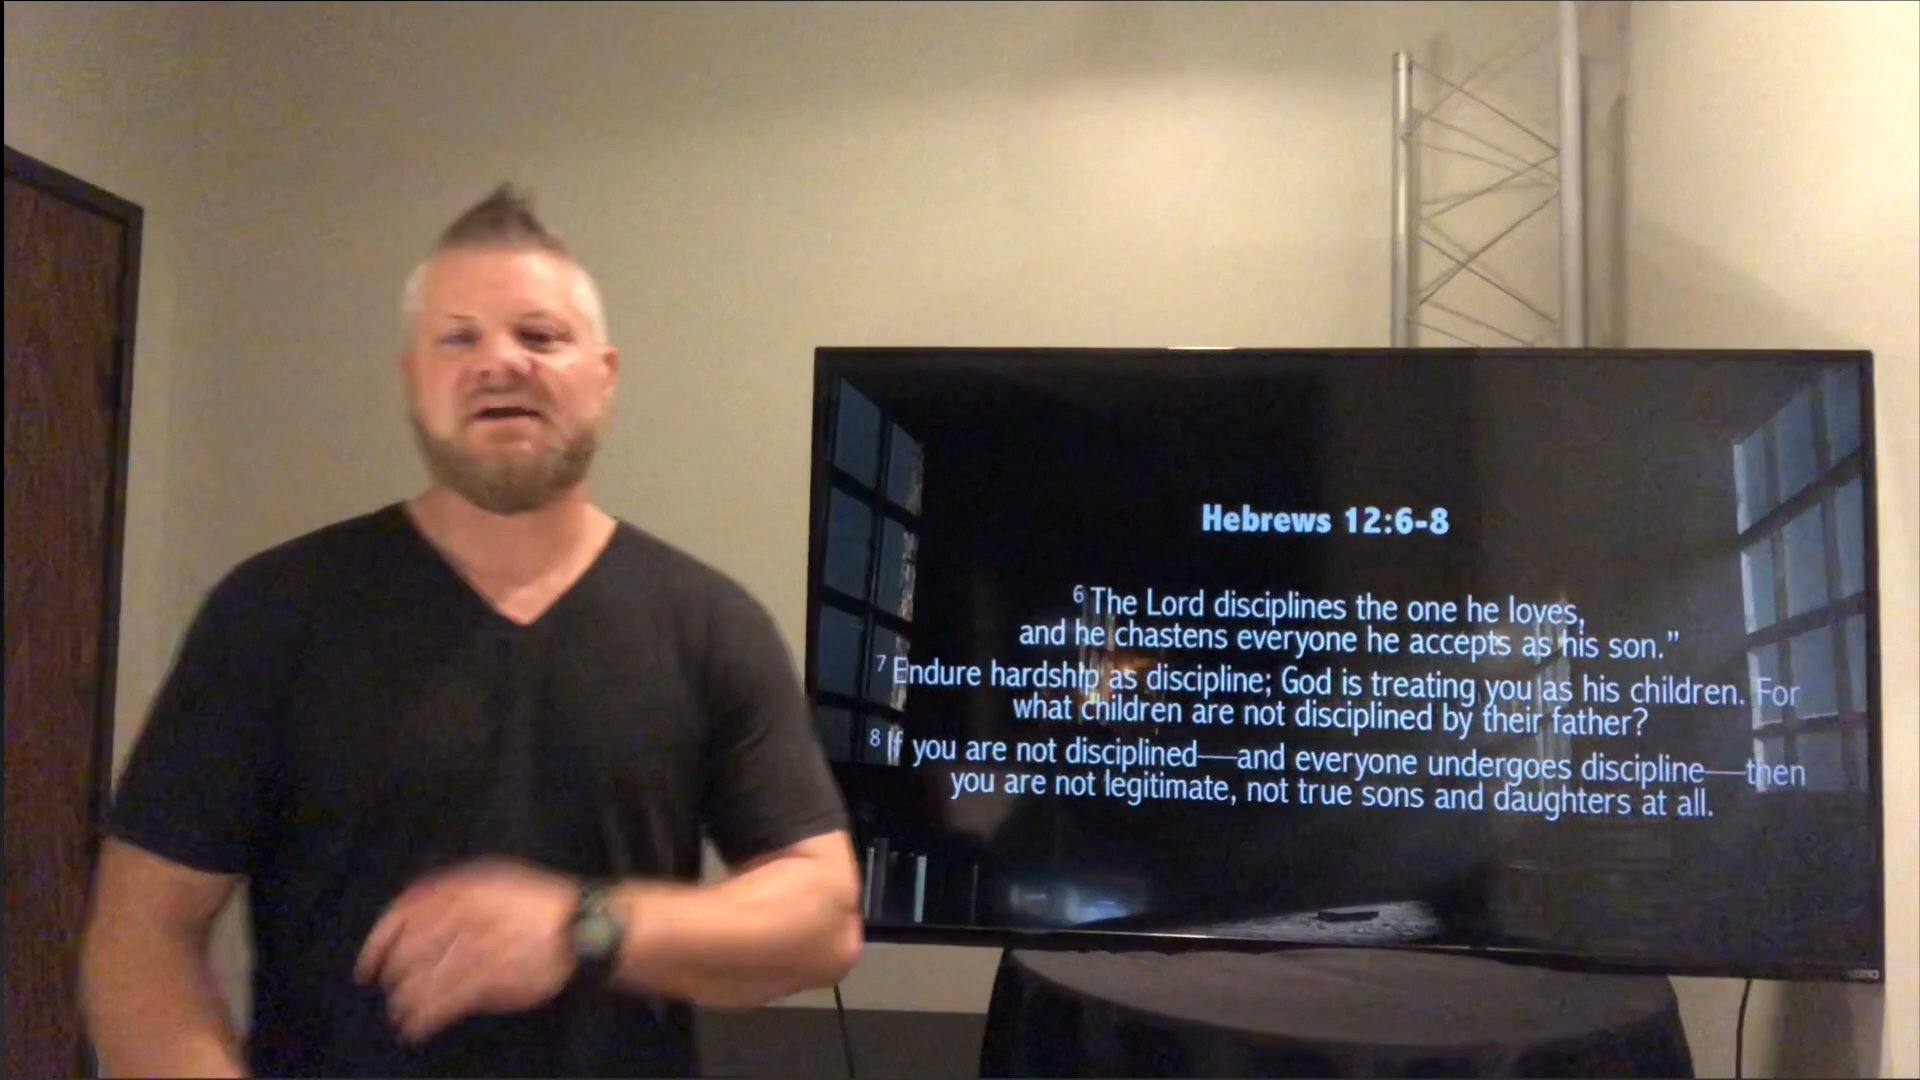 Hebrews 12:6-8
6 The Lord disciplines the one he loves,
and he chastens everyone he accepts as his son.”
7 Endure hardship as discipline; God is treating you as his children. For
what children are not disciplined by their father?
8 If you are not disciplined—and everyone undergoes discipline—then
you are not legitimate, not true sons and daughters at all.
VIZIO